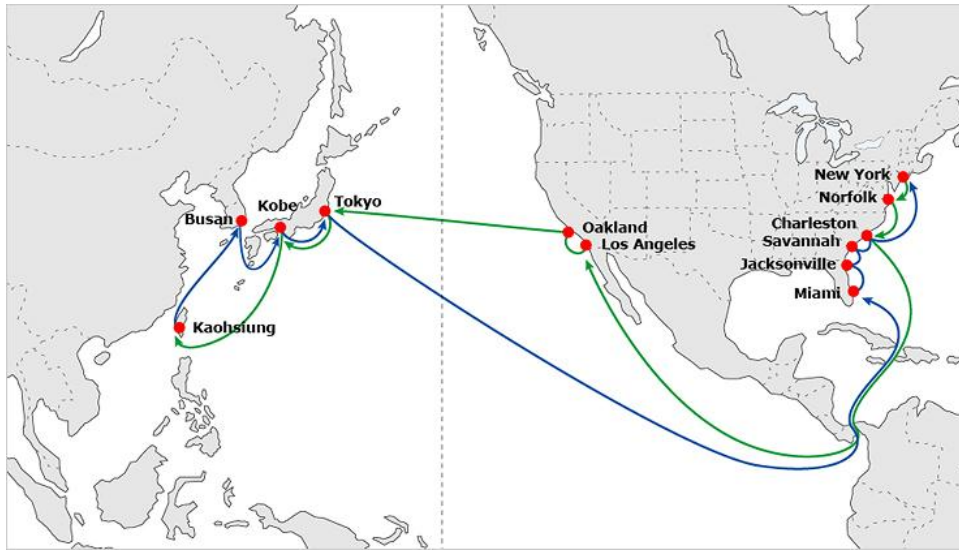 New York
Norfolk
Kobe
Tokyo
Busan
Charleston
Oakland
Savannah
Los Angeles
Jacksonville
Miami
Kaohsiung